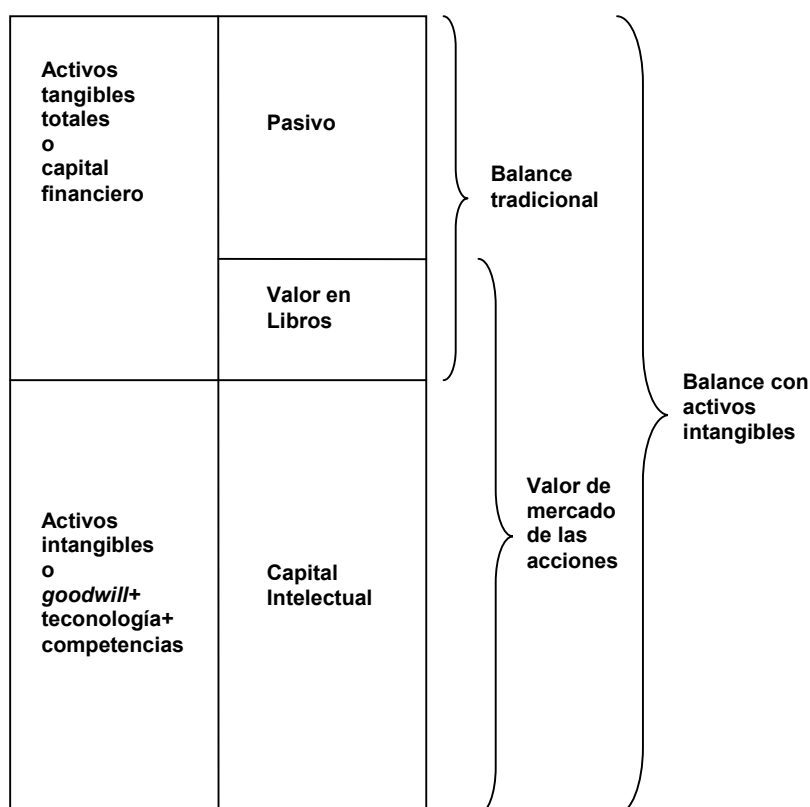 Activos
tangibles
totales
o
capital
financiero
Pasivo
Balance
tradicional
Valor en
Libros
Balance con
activos
intangibles
Valor de
mercado
de las
acciones
Activos
intangibles
o
goodwill+
teconología+
competencias
Capital
Intelectual